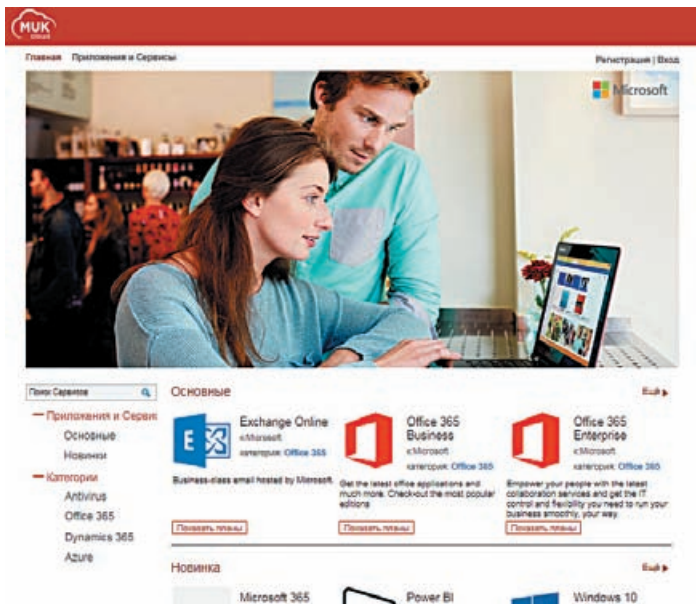 MUK
cloud
Главная Приложения и Сервисы
Регистрация | Вход
Microsoft
Поиск Сервисов
Приложения и Сервис
Основные
Новинки
Категории
Antivirus
Office 365
Dynamics 365
Azure
Основные
Ещё
Exchange Online
Microsoft
категория: Office 365
Business-class email hosted by Microsoft.
Показать планы
Office 365
Business
Microsoft
категория: Office 365
Get the latest office applications and
much more. Check-out the most popular
editions
Показать планы
Office 365
Enterprise
Microsoft
категория: Office 365
Empower your people with the latest
collaboration services and get the IT
control and flexibility you need to run your
business smoothly, your way.
Показать планы
Новинка
Ещё
Microsoft 365
Power BI
Windows 10